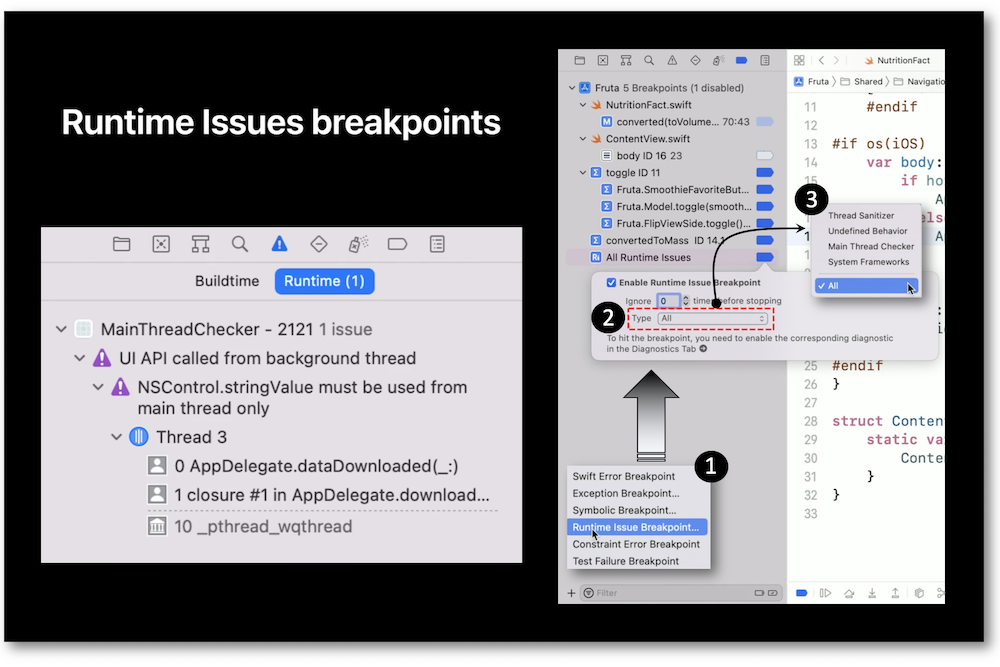 Runtime Issues breakpoints
Buildtime
Runtime (1)
MainThreadChecker - 2121 1 issue
UI API called from background thread
NSControl.stringValue must be used from
main thread only
Thread 3
0 AppDelegate.dataDownloaded(_:)
1 closure #1 in AppDelegate.download...
10 _pthread_wqthread
Fruta 5 Breakpoints (1 disabled)
NutritionFact.swift
M converted(toVolume... 70:43
ContentView.swift
body ID 16 23
Σ toggle ID 11
Σ Fruta.SmoothieFavoriteBut...
Σ Fruta.Model.toggle(smooth...
Σ Fruta.FlipViewSide.toggle()...
Σ convertedToMass ID 14.1
Ri All Runtime Issues
Enable Runtime Issue Breakpoint
Ignore 0 times before stopping
2
Type All
To hit the breakpoint, you need to enable the corresponding diagnostic
in the Diagnostics Tab
1
Swift Error Breakpoint
Exception Breakpoint...
Symbolic Breakpoint...
Runtime Issue Breakpoint...
Constraint Error Breakpoint
Test Failure Breakpoint
Filter
NutritionFact
Fruta
Shared
Navigatio
11 #endif
12
13 #if os(iOS)
14 var body:
15 if ho
3
Thread Sanitizer
Undefined Behavior
Main Thread Checker
System Frameworks
✓ All
25 #endif
26 }
27
28 struct Conten
29 static va
30 Conte
31 }
32 }
33